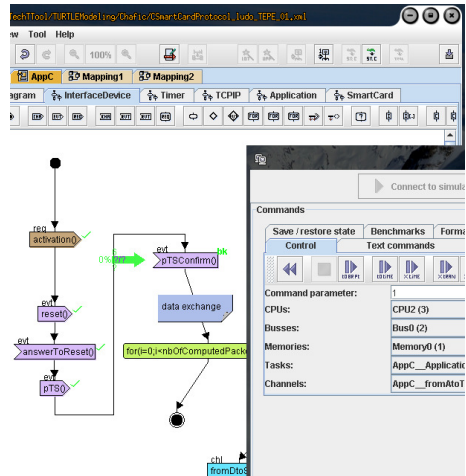 TechTTool/TURTLEModeling/Chafic/CSmartCardProtocol_ludo_TEPE_01.xml
w Tool Help
100%
AppC Mapping1 Mapping2
agram InterfaceDevice Timer TCPIP Application SmartCard
req
activation()
evt
reset()
evt
answerToReset()
evt
pTS()
0% ?/?
evt
bk
pTSConfirm()
data exchange
for(i=0;i<nbOfComputedPacke
chl
fromDtoS
Connect to simula
Commands
Save / restore state Benchmarks Forma
Control Text commands
Command parameter: 1
CPUs: CPU2 (3)
Busses: Bus0 (2)
Memories: Memory0 (1)
Tasks: AppC__Applicatio
Channels: AppC__fromAtoT